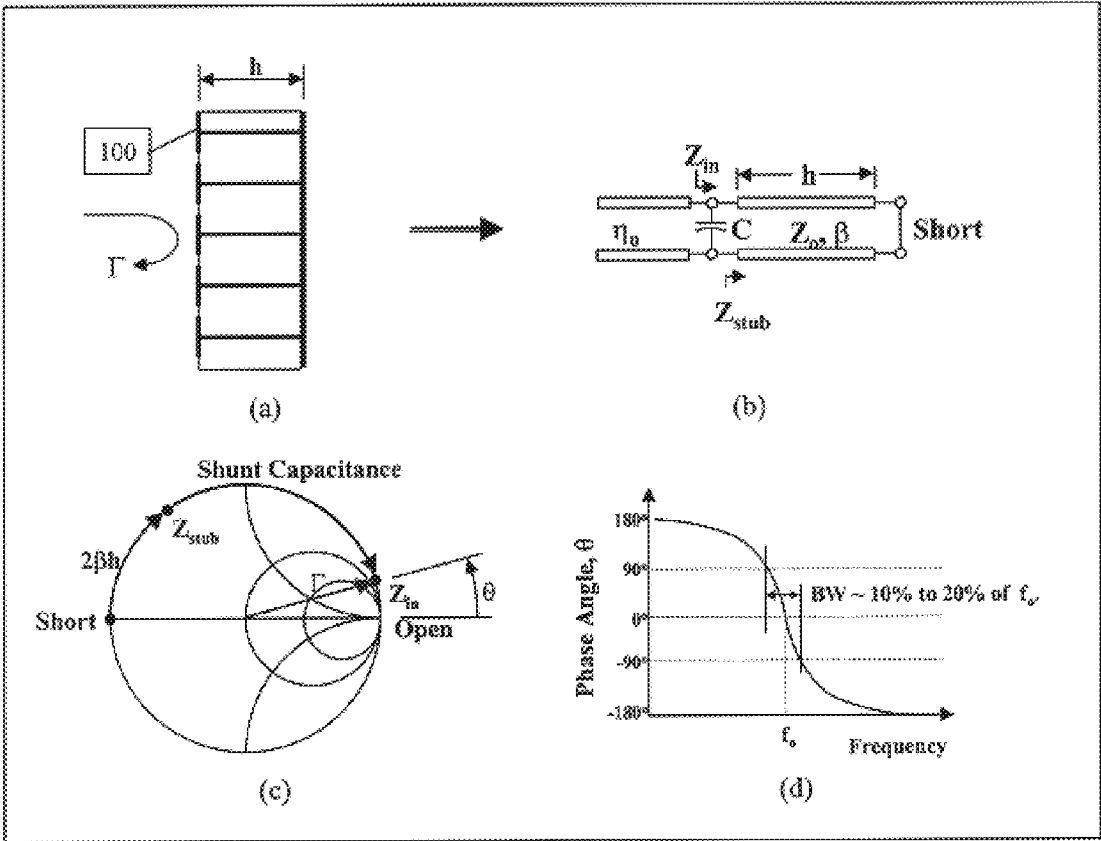 h
100
Γ
(a)
Z_in
h
η₀
C
Z_o, β
Short
Z_stub
(b)
Shunt Capacitance
Z_stub
2βh
Γ
Z_in
θ
Short
Open
(c)
Phase Angle, θ
180°
90°
BW ~ 10% to 20% of f_o.
0°
-90°
-180°
f_o
Frequency
(d)